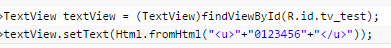 >TextView textView = (TextView)findViewById(R.id.tv_test);
>textView.setText(Html.fromHtml("<u>"+"0123456"+"</u>"));